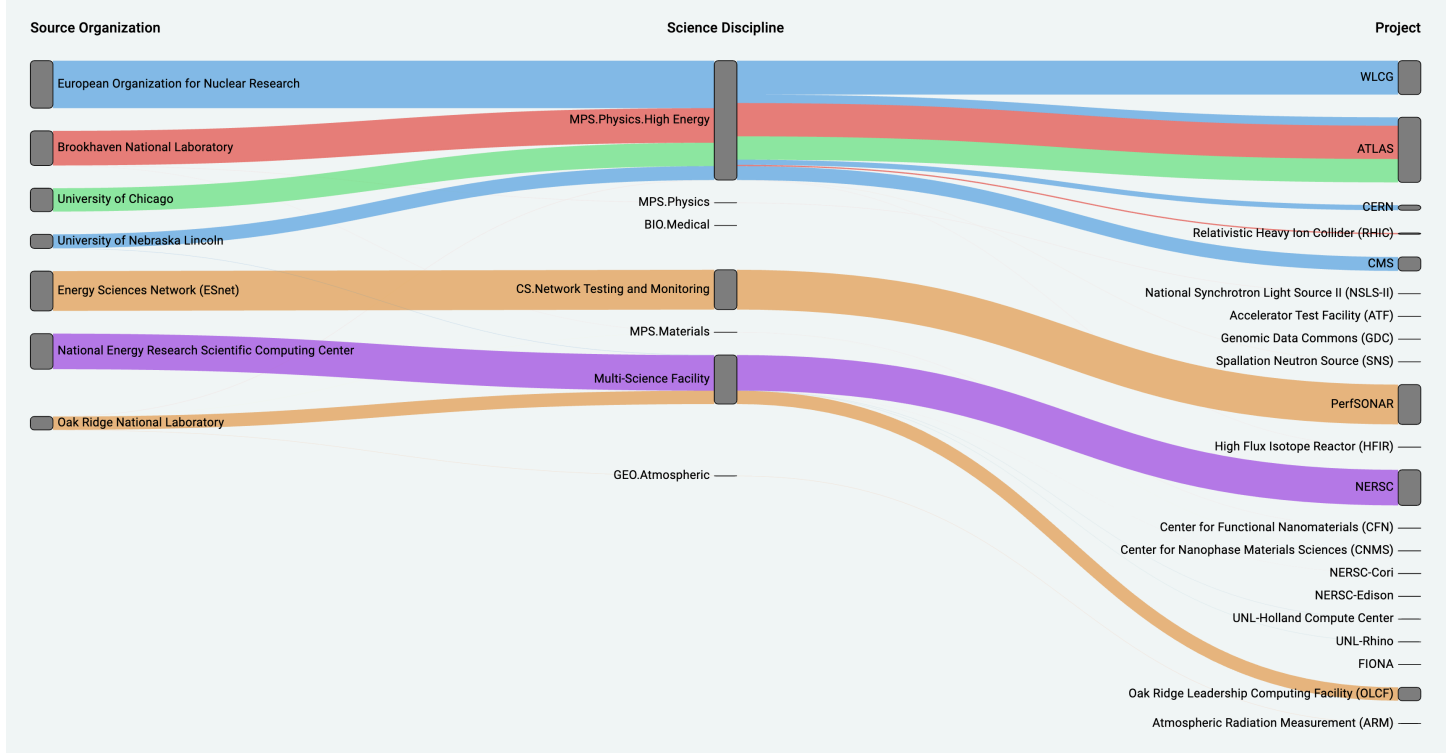 Source Organization
Science Discipline
Project
European Organization for Nuclear Research
Brookhaven National Laboratory
University of Chicago
University of Nebraska Lincoln
Energy Sciences Network (ESnet)
National Energy Research Scientific Computing Center
Oak Ridge National Laboratory
MPS.Physics.High Energy
MPS.Physics
BIO.Medical
CS.Network Testing and Monitoring
MPS.Materials
Multi-Science Facility
GEO.Atmospheric
WLCG
ATLAS
CERN
Relativistic Heavy Ion Collider (RHIC)
CMS
National Synchrotron Light Source II (NSLS-II)
Accelerator Test Facility (ATF)
Genomic Data Commons (GDC)
Spallation Neutron Source (SNS)
PerfSONAR
High Flux Isotope Reactor (HFIR)
NERSC
Center for Functional Nanomaterials (CFN)
Center for Nanophase Materials Sciences (CNMS)
NERSC-Cori
NERSC-Edison
UNL-Holland Compute Center
UNL-Rhino
FIONA
Oak Ridge Leadership Computing Facility (OLCF)
Atmospheric Radiation Measurement (ARM)